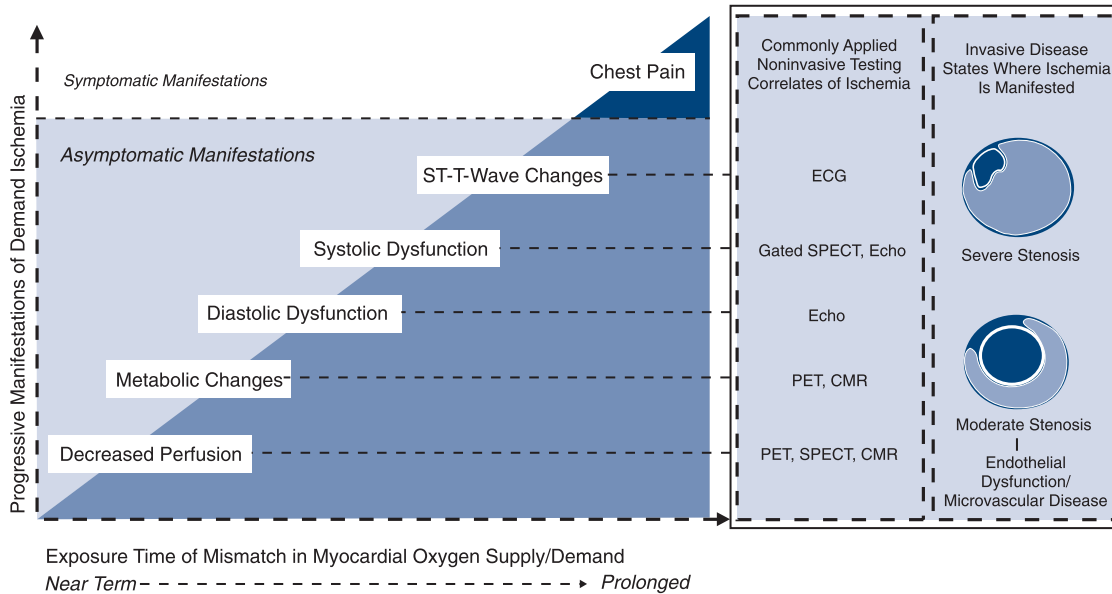 Progressive Manifestations of Demand Ischemia
Symptomatic Manifestations
Chest Pain
Asymptomatic Manifestations
ST-T-Wave Changes
Systolic Dysfunction
Diastolic Dysfunction
Metabolic Changes
Decreased Perfusion
Exposure Time of Mismatch in Myocardial Oxygen Supply/Demand
Near Term
Prolonged
Commonly Applied
Noninvasive Testing
Correlates of Ischemia
ECG
Gated SPECT, Echo
Echo
PET, CMR
PET, SPECT, CMR
Invasive Disease
States Where Ischemia
Is Manifested
Severe Stenosis
Moderate Stenosis
Endothelial
Dysfunction/
Microvascular Disease